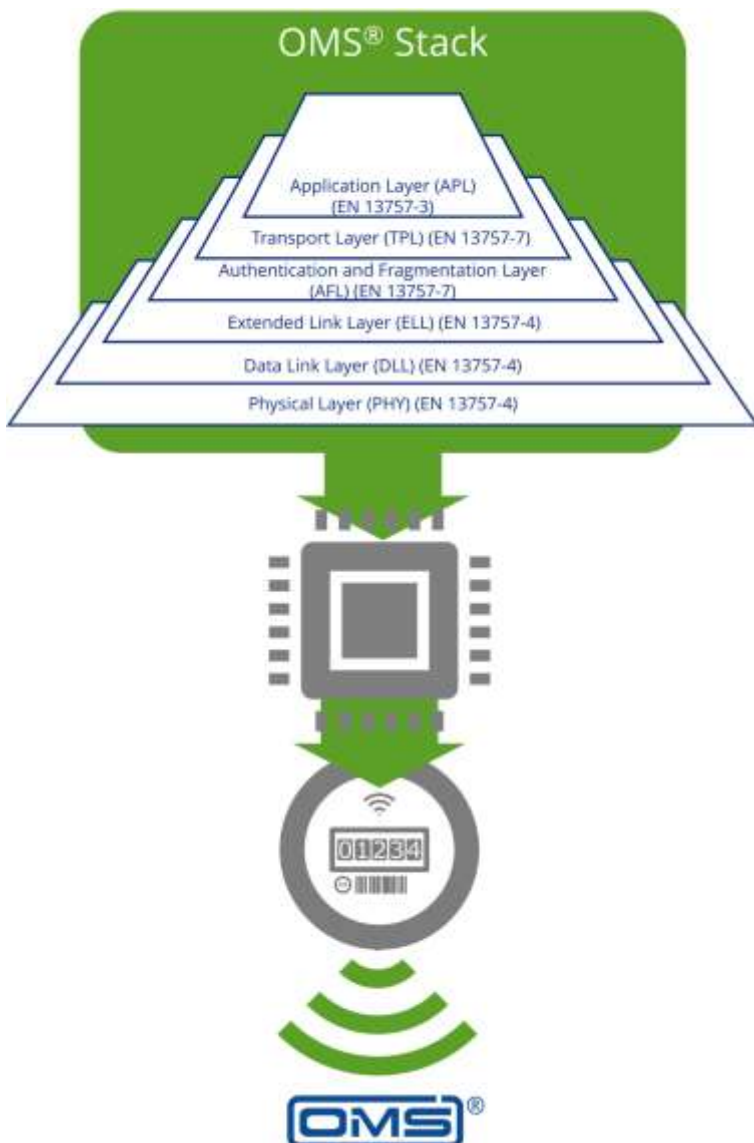 OMS® Stack
Application Layer (APL)
(EN 13757-3)
Transport Layer (TPL) (EN 13757-7)
Authentication and Fragmentation Layer
(AFL) (EN 13757-7)
Extended Link Layer (ELL) (EN 13757-4)
Data Link Layer (DLL) (EN 13757-4)
Physical Layer (PHY) (EN 13757-4)
01234
OMS®